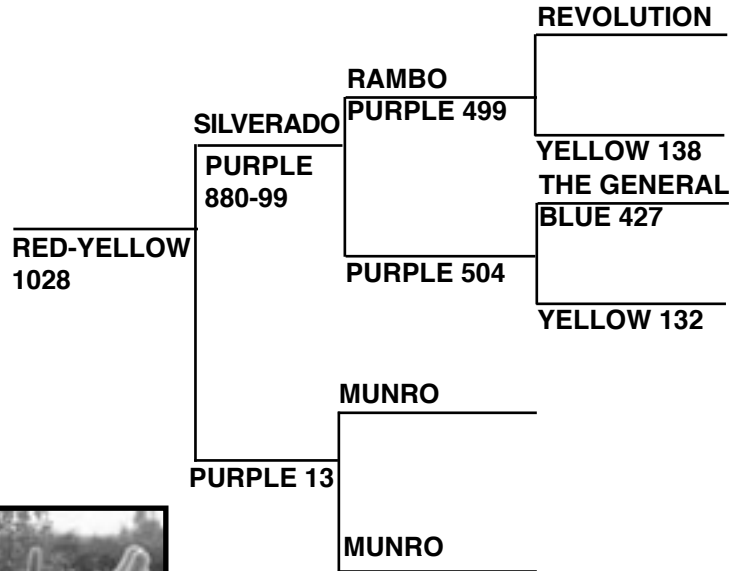 REVOLUTION
RAMBO
PURPLE 499
SILVERADO
YELLOW 138
PURPLE
880-99
THE GENERAL
BLUE 427
RED-YELLOW
1028
PURPLE 504
YELLOW 132
MUNRO
PURPLE 13
MUNRO